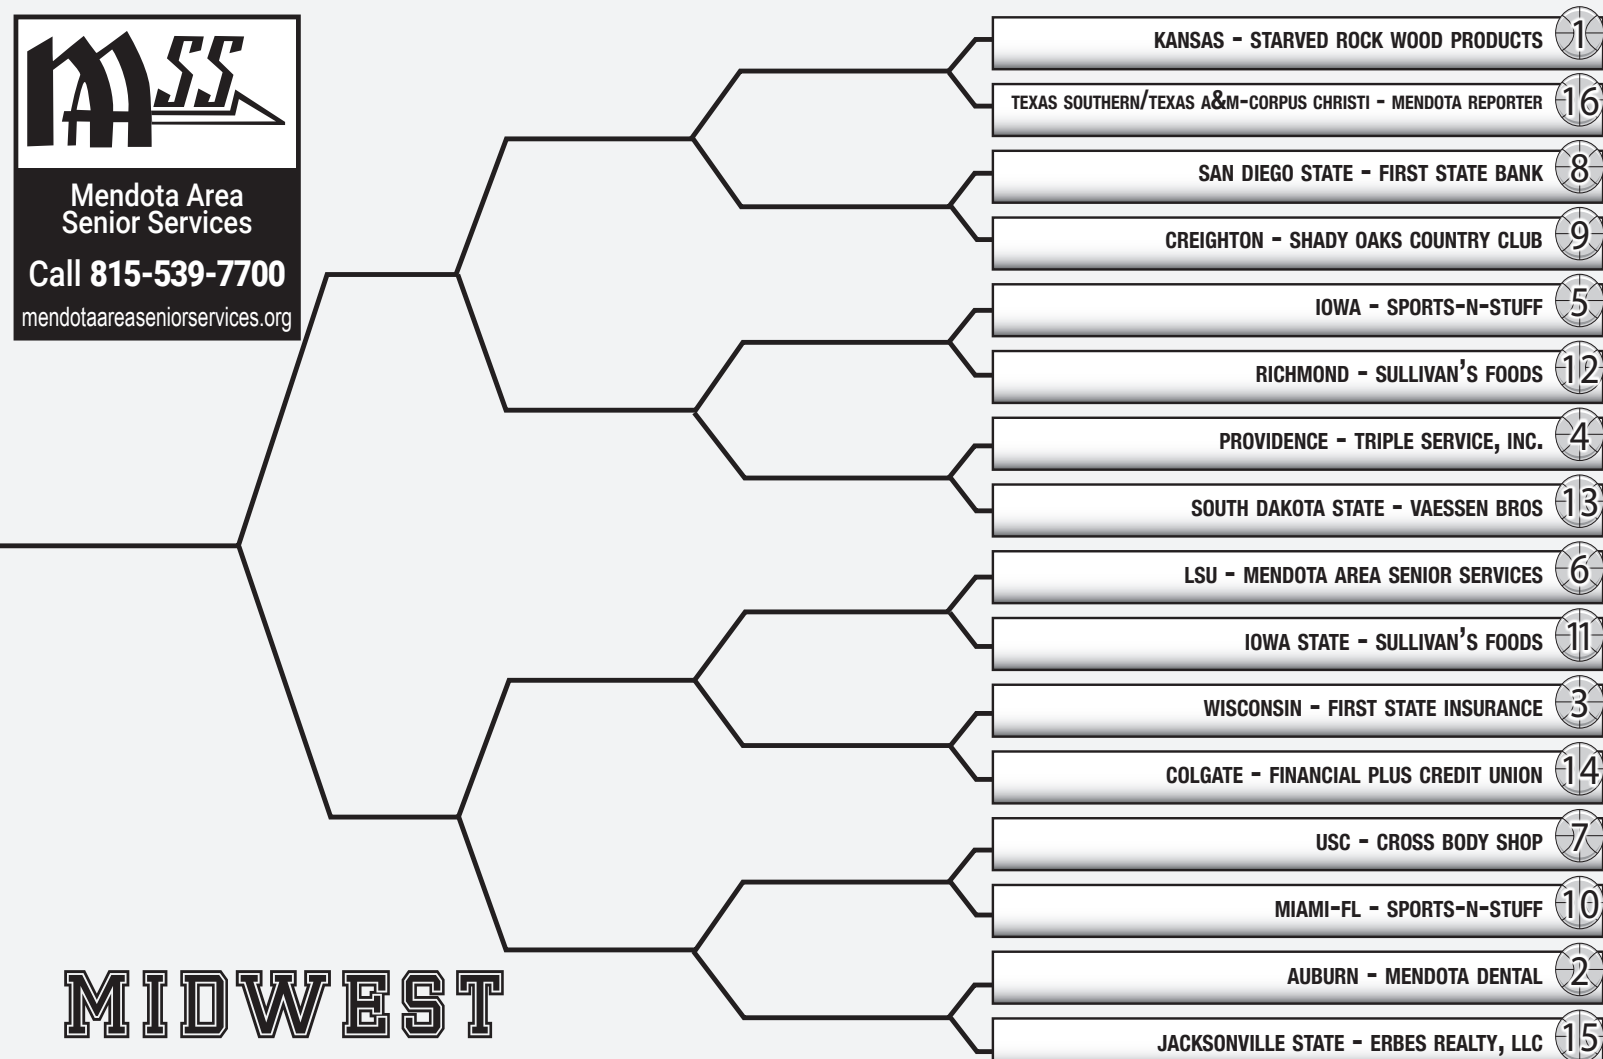 MASS
Mendota Area
Senior Services
Call 815-539-7700
mendotaareaseniorservices.org
KANSAS - STARVED ROCK WOOD PRODUCTS 1
TEXAS SOUTHERN/TEXAS A&M-CORPUS CHRISTI - MENDOTA REPORTER 16
SAN DIEGO STATE - FIRST STATE BANK 8
CREIGHTON - SHADY OAKS COUNTRY CLUB 9
IOWA - SPORTS-N-STUFF 5
RICHMOND - SULLIVAN'S FOODS 12
PROVIDENCE - TRIPLE SERVICE, INC. 4
SOUTH DAKOTA STATE - VAESSEN BROS 13
LSU - MENDOTA AREA SENIOR SERVICES 6
IOWA STATE - SULLIVAN'S FOODS 11
WISCONSIN - FIRST STATE INSURANCE 3
COLGATE - FINANCIAL PLUS CREDIT UNION 14
USC - CROSS BODY SHOP 7
MIAMI-FL - SPORTS-N-STUFF 10
AUBURN - MENDOTA DENTAL 2
JACKSONVILLE STATE - ERBES REALTY, LLC 15
MIDWEST